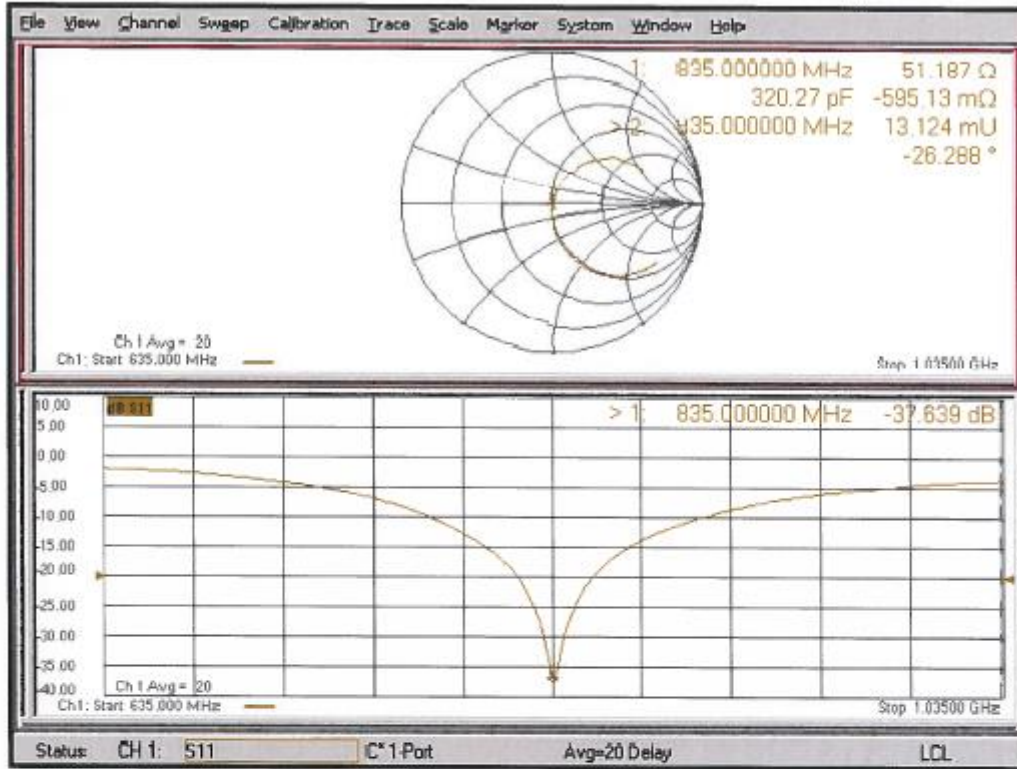 File View Channel Sweep Calibration Trace Scale Marker System Window Help
1: 835.000000 MHz 51.187 Ω
320.27 pF -595.13 mΩ
> 2: 835.000000 MHz 13.124 mU
-26.288 °
Ch 1 Avg = 20
Ch1: Start 635.000 MHz
Stop 1.03500 GHz
10.00
dB S11
> 1: 835.000000 MHz -37.639 dB
5.00
0.00
-5.00
-10.00
-15.00
-20.00
-25.00
-30.00
-35.00
-40.00
Ch 1 Avg = 20
Ch1: Start 635.000 MHz
Stop 1.03500 GHz
Status: CH 1: S11 C* 1-Port Avg=20 Delay LCL